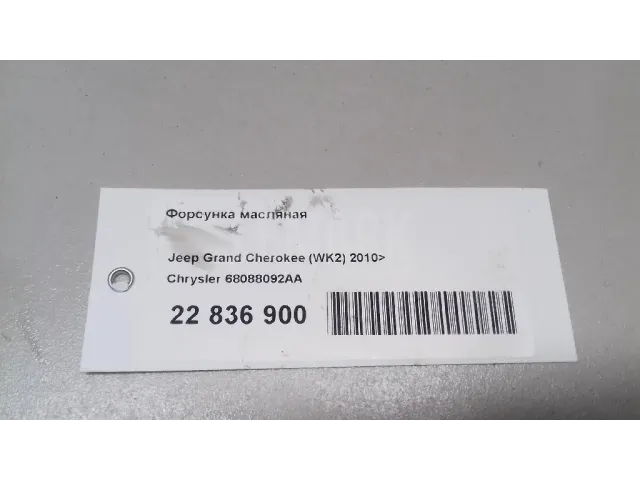 Форсунка масляная
Jeep Grand Cherokee (WK2) 2010>
Chrysler 68088092AA
22 836 900